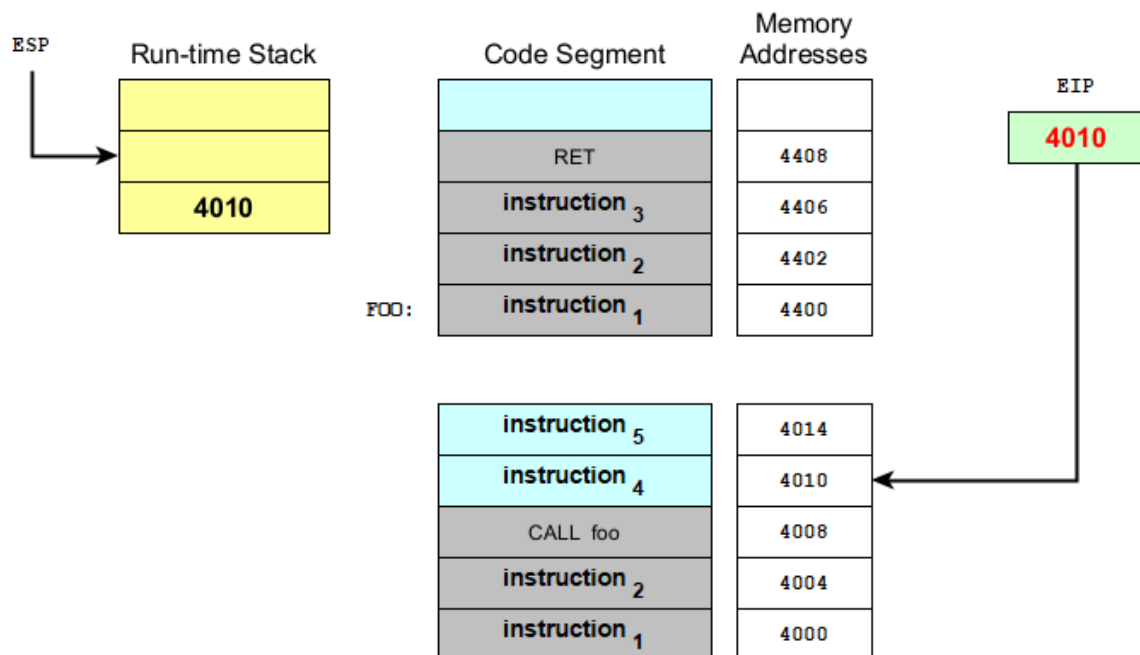 ESP
Run-time Stack
Code Segment
Memory
Addresses
EIP
4010
RET
4408
4010
instruction 3
4406
instruction 2
4402
FOO:
instruction 1
4400
instruction 5
4014
instruction 4
4010
CALL foo
4008
instruction 2
4004
instruction 1
4000